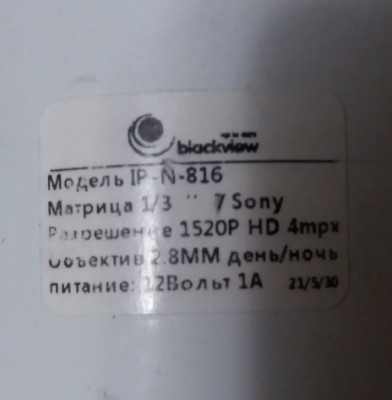 blackview
Модель IP-N-816
Матрица 1/3 " 7 Sony
Разрешение 1520P HD 4mpx
Объектив 2.8MM день/ночь
питание: 12Вольт 1А 21/5/30